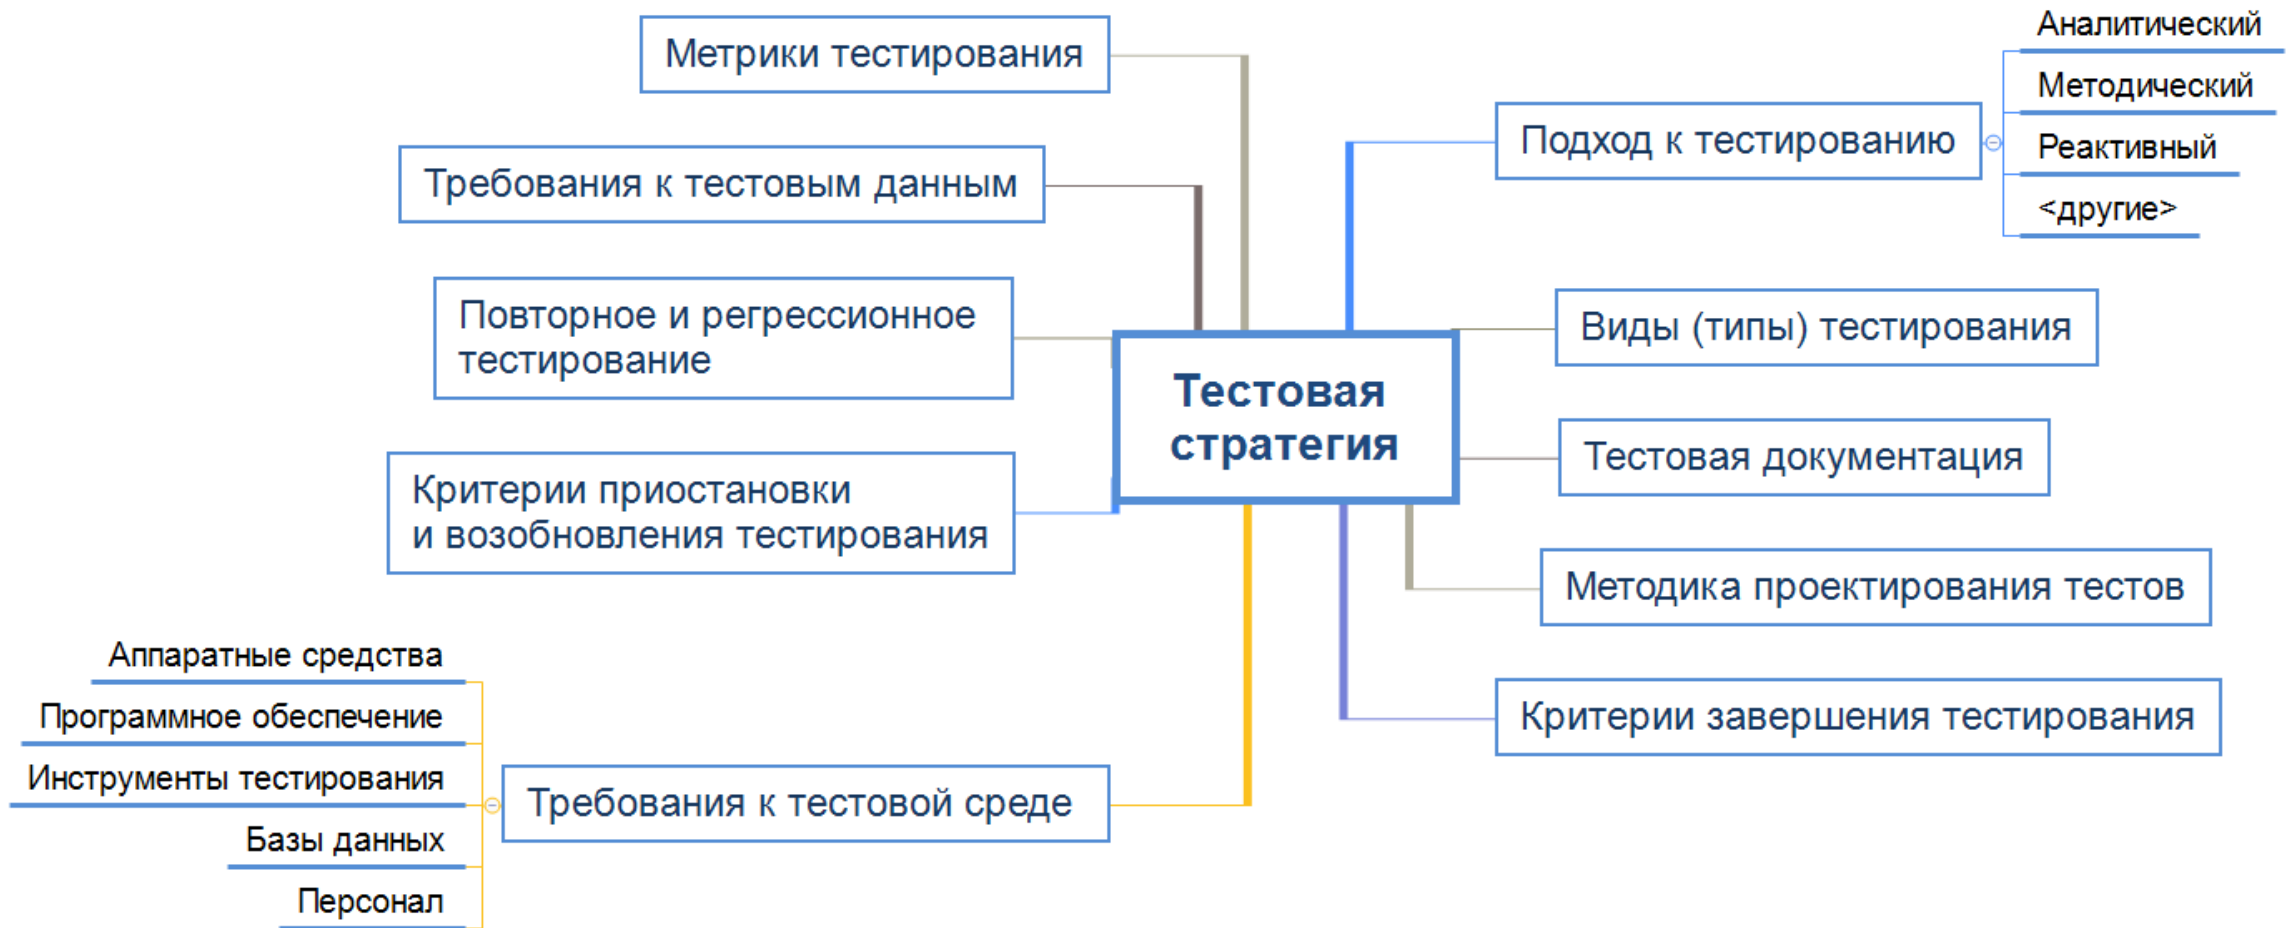 Метрики тестирования
Требования к тестовым данным
Повторное и регрессионное
тестирование
Критерии приостановки
и возобновления тестирования
Аппаратные средства
Программное обеспечение
Инструменты тестирования
Базы данных
Персонал
Требования к тестовой среде
Тестовая
стратегия
Подход к тестированию
Аналитический
Методический
Реактивный
<другие>
Виды (типы) тестирования
Тестовая документация
Методика проектирования тестов
Критерии завершения тестирования